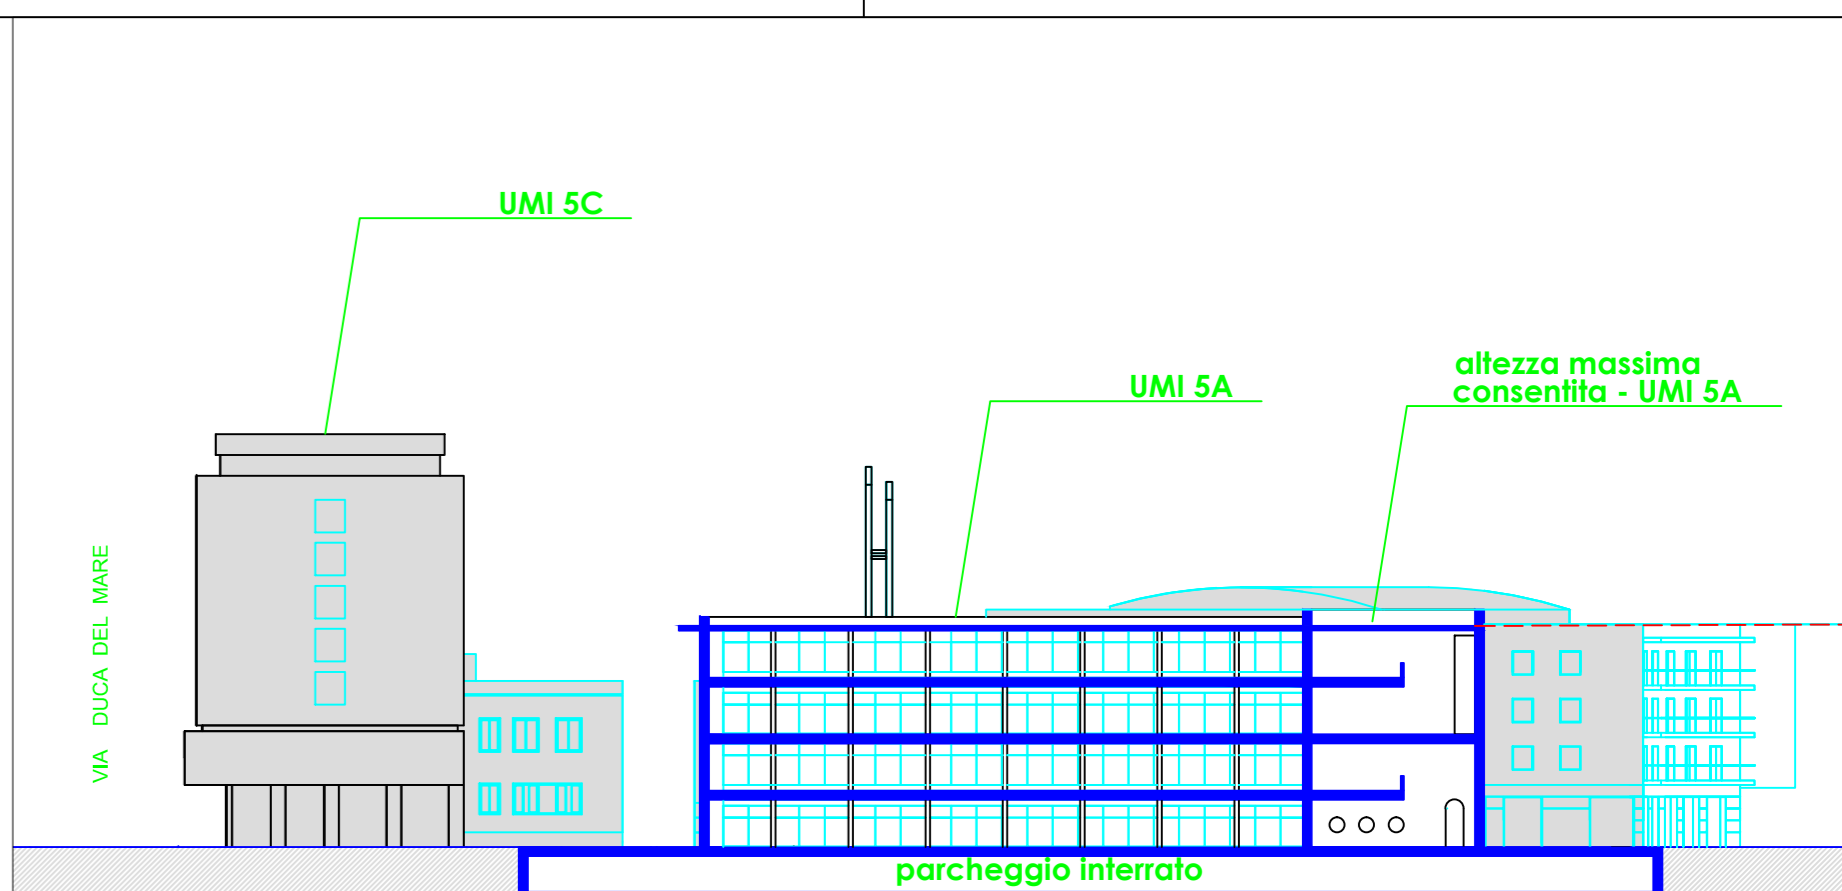 UMI 5C
altezza massima
consentita - UMI 5A
UMI 5A
VIA DUCA DEL MARE
parcheggio interrato